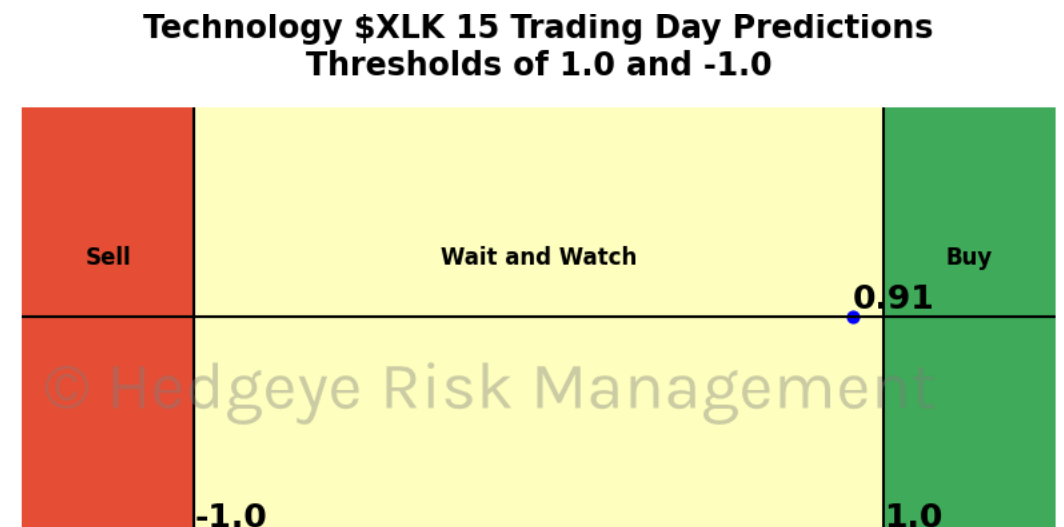 Technology $XLK 15 Trading Day Predictions
Thresholds of 1.0 and -1.0
Sell Wait and Watch Buy
0.91
© Hedgeye Risk Management
-1.0 1.0